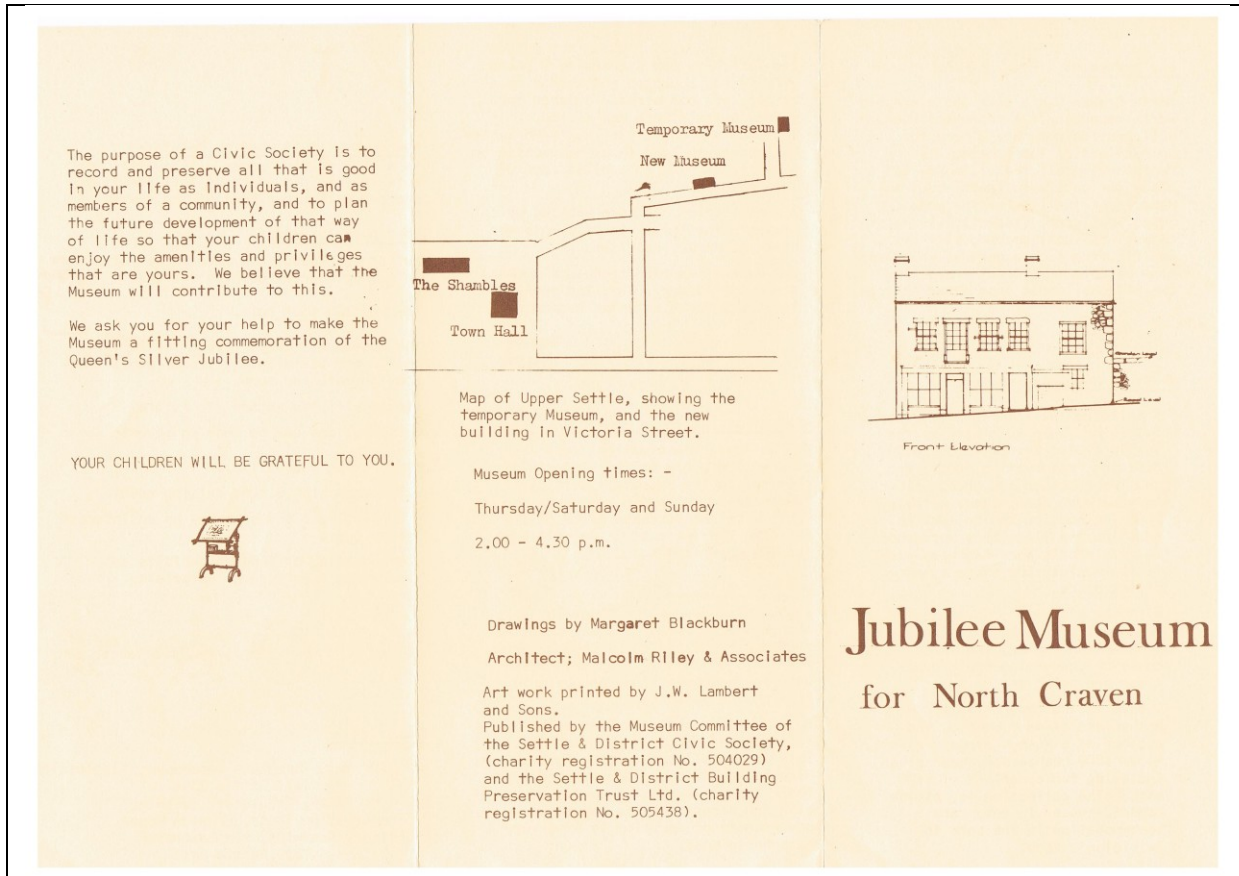 The purpose of a Civic Society is to
record and preserve all that is good
in your life as individuals, and as
members of a community, and to plan
the future development of that way
of life so that your children can
enjoy the amenities and privileges
that are yours. We believe that the
Museum will contribute to this.
We ask you for your help to make the
Museum a fitting commemoration of the
Queen's Silver Jubilee.
YOUR CHILDREN WILL BE GRATEFUL TO YOU.
Temporary Museum
New Museum
The Shambles
Town Hall
Map of Upper Settle, showing the
temporary Museum, and the new
building in Victoria Street.
Museum Opening times: -
Thursday/Saturday and Sunday
2.00 - 4.30 p.m.
Drawings by Margaret Blackburn
Architect; Malcolm Riley & Associates
Art work printed by J.W. Lambert
and Sons.
Published by the Museum Committee of
the Settle & District Civic Society,
(charity registration No. 504029)
and the Settle & District Building
Preservation Trust Ltd. (charity
registration No. 505438).
Front Elevation
Jubilee Museum
for North Craven